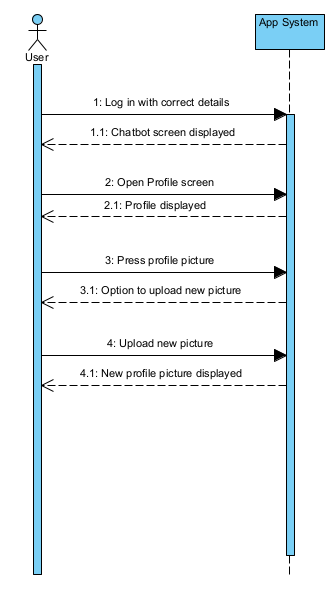 App System
User
1: Log in with correct details
1.1: Chatbot screen displayed
2: Open Profile screen
2.1: Profile displayed
3: Press profile picture
3.1: Option to upload new picture
4: Upload new picture
4.1: New profile picture displayed